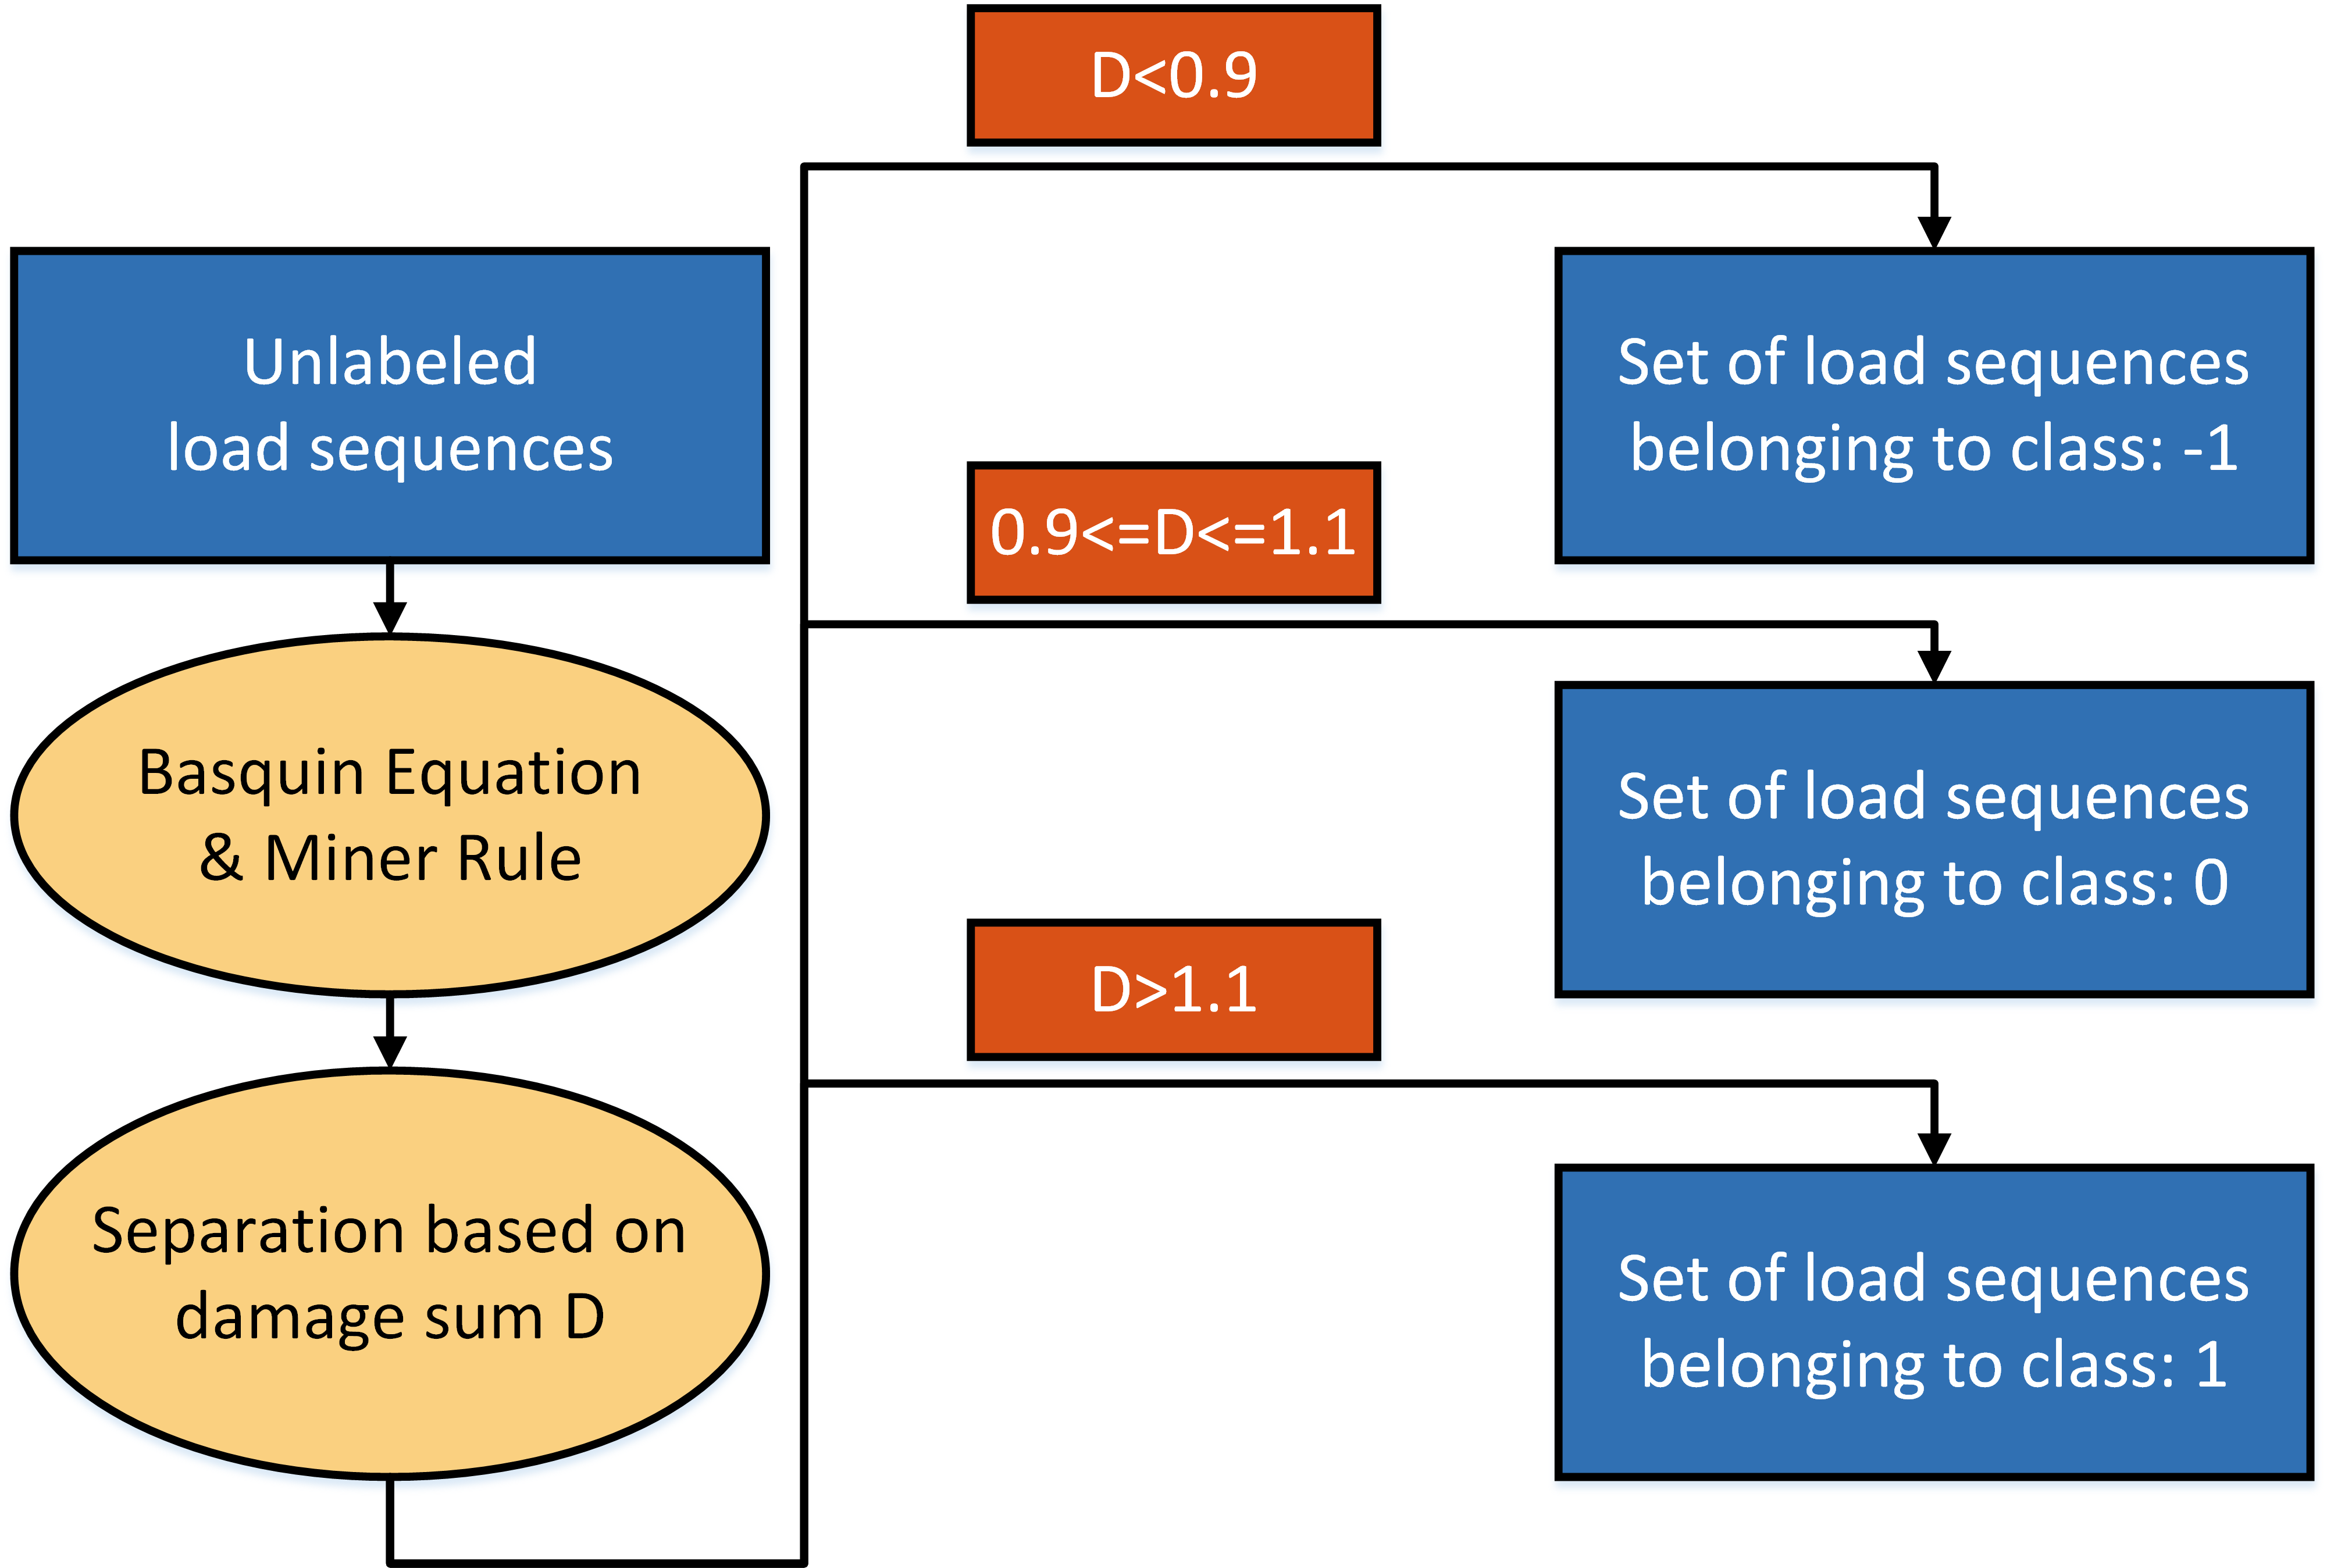 Unlabeled
load sequences
Basquin Equation
& Miner Rule
Separation based on
damage sum D
D<0.9
Set of load sequences
belonging to class: -1
0.9<=D<=1.1
Set of load sequences
belonging to class: 0
D>1.1
Set of load sequences
belonging to class: 1